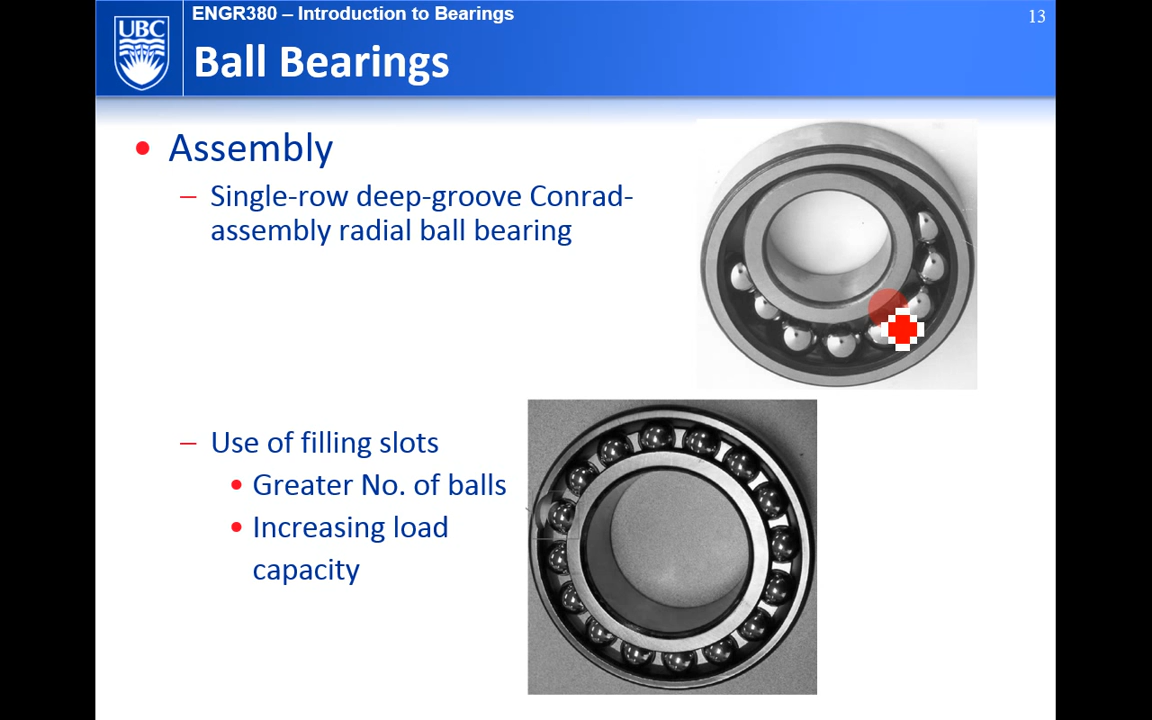 ENGR380 – Introduction to Bearings
13
UBC
Ball Bearings
• Assembly
– Single-row deep-groove Conrad-
assembly radial ball bearing
– Use of filling slots
• Greater No. of balls
• Increasing load
capacity